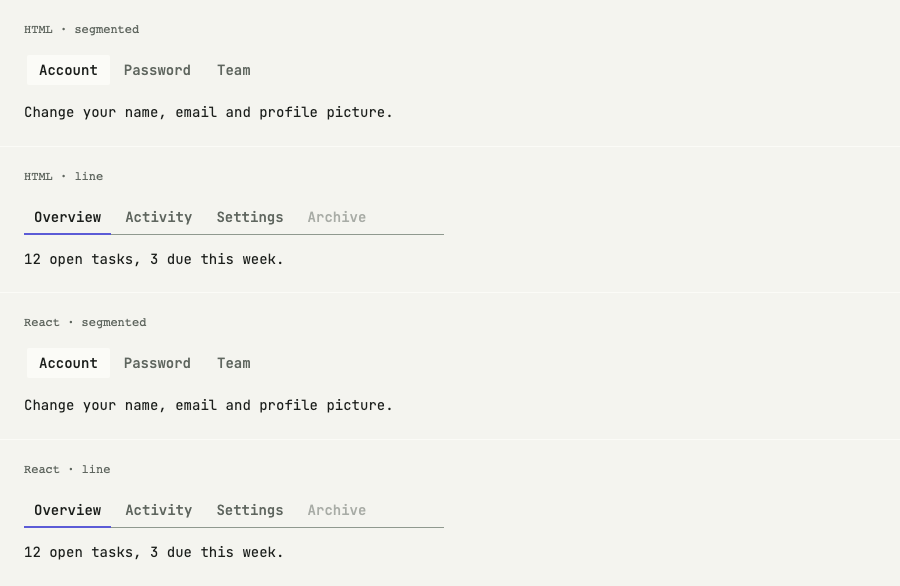 HTML · segmented
Account Password Team
Change your name, email and profile picture.
HTML · line
Overview Activity Settings Archive
12 open tasks, 3 due this week.
React · segmented
Account Password Team
Change your name, email and profile picture.
React · line
Overview Activity Settings Archive
12 open tasks, 3 due this week.